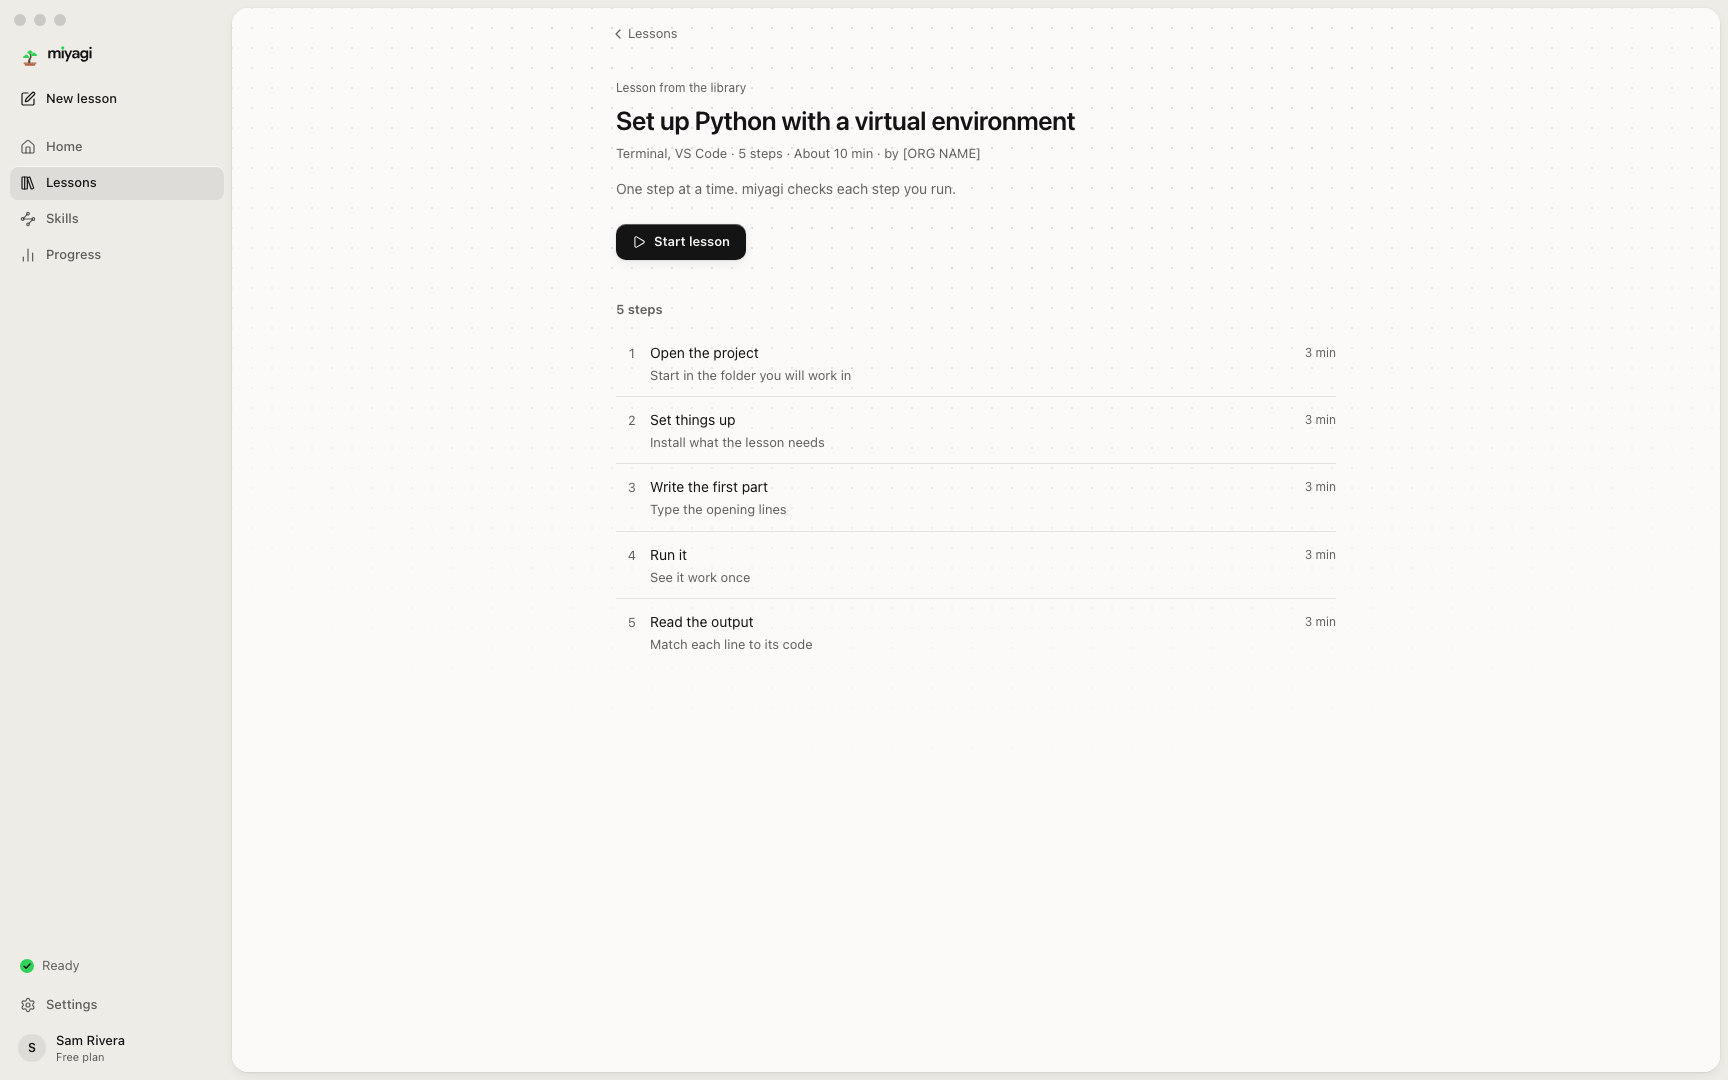 miyagi
New lesson
Home
Lessons
Skills
Progress
Ready
Settings
S
Sam Rivera
Free plan
Lessons
Lesson from the library
Set up Python with a virtual environment
Terminal, VS Code · 5 steps · About 10 min · by [ORG NAME]
One step at a time. miyagi checks each step you run.
Start lesson
5 steps
1 Open the project 3 min
Start in the folder you will work in
2 Set things up 3 min
Install what the lesson needs
3 Write the first part 3 min
Type the opening lines
4 Run it 3 min
See it work once
5 Read the output 3 min
Match each line to its code